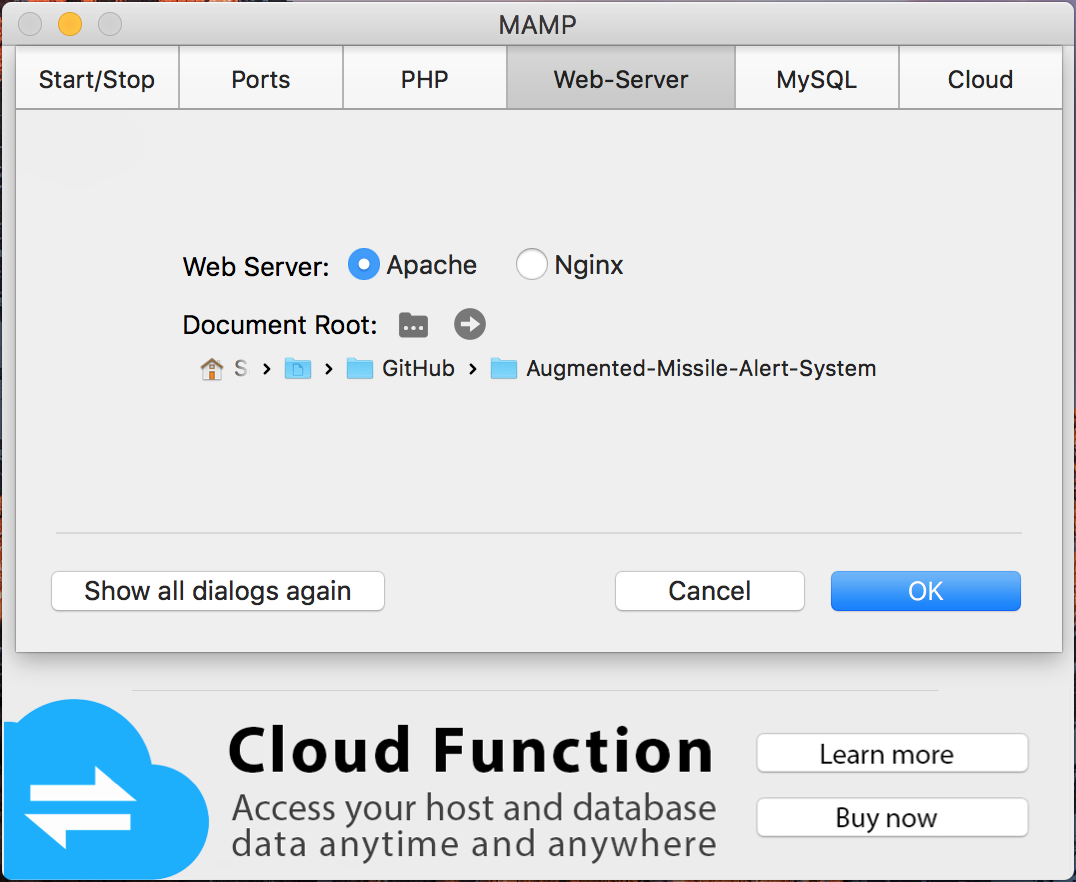 MAMP
Start/Stop Ports PHP Web-Server MySQL Cloud
Web Server: Apache Nginx
Document Root:
S › › GitHub › Augmented-Missile-Alert-System
Show all dialogs again Cancel OK
Cloud Function
Learn more
Access your host and database
data anytime and anywhere
Buy now